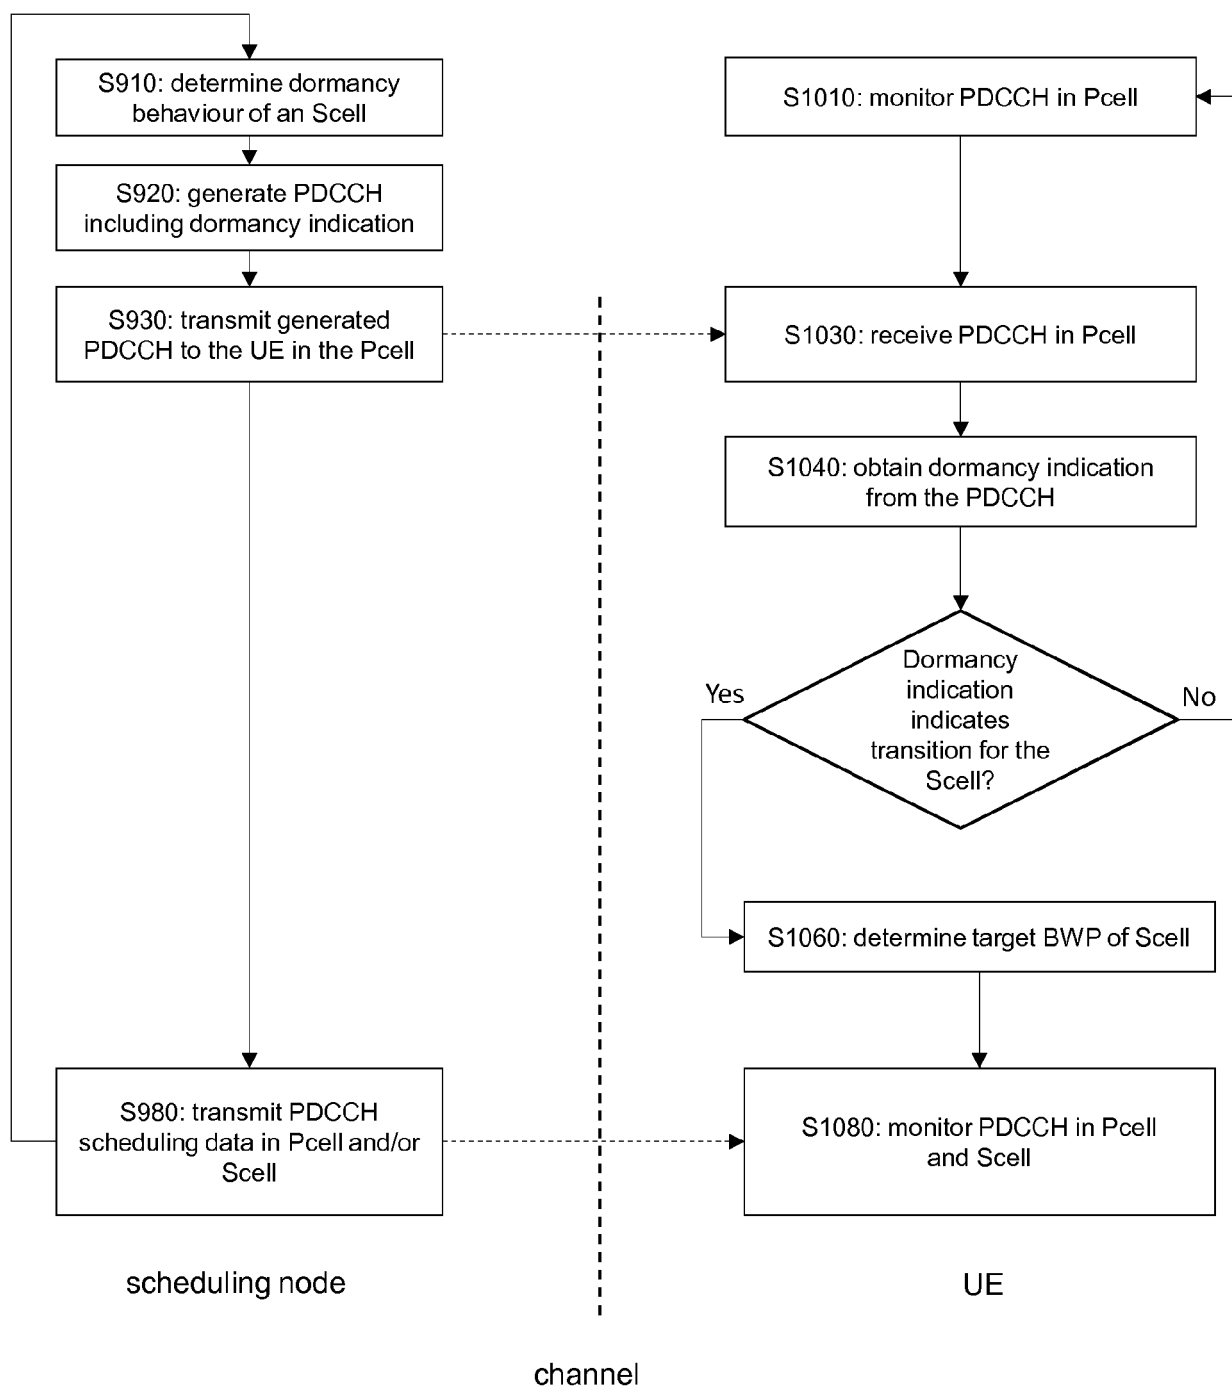 S910: determine dormancy
behaviour of an Scell
S920: generate PDCCH
including dormancy indication
S930: transmit generated
PDCCH to the UE in the Pcell
S980: transmit PDCCH
scheduling data in Pcell and/or
Scell
scheduling node
S1010: monitor PDCCH in Pcell
S1030: receive PDCCH in Pcell
S1040: obtain dormancy indication
from the PDCCH
Dormancy
indication
indicates
transition for the
Scell?
Yes
No
S1060: determine target BWP of Scell
S1080: monitor PDCCH in Pcell
and Scell
UE
channel